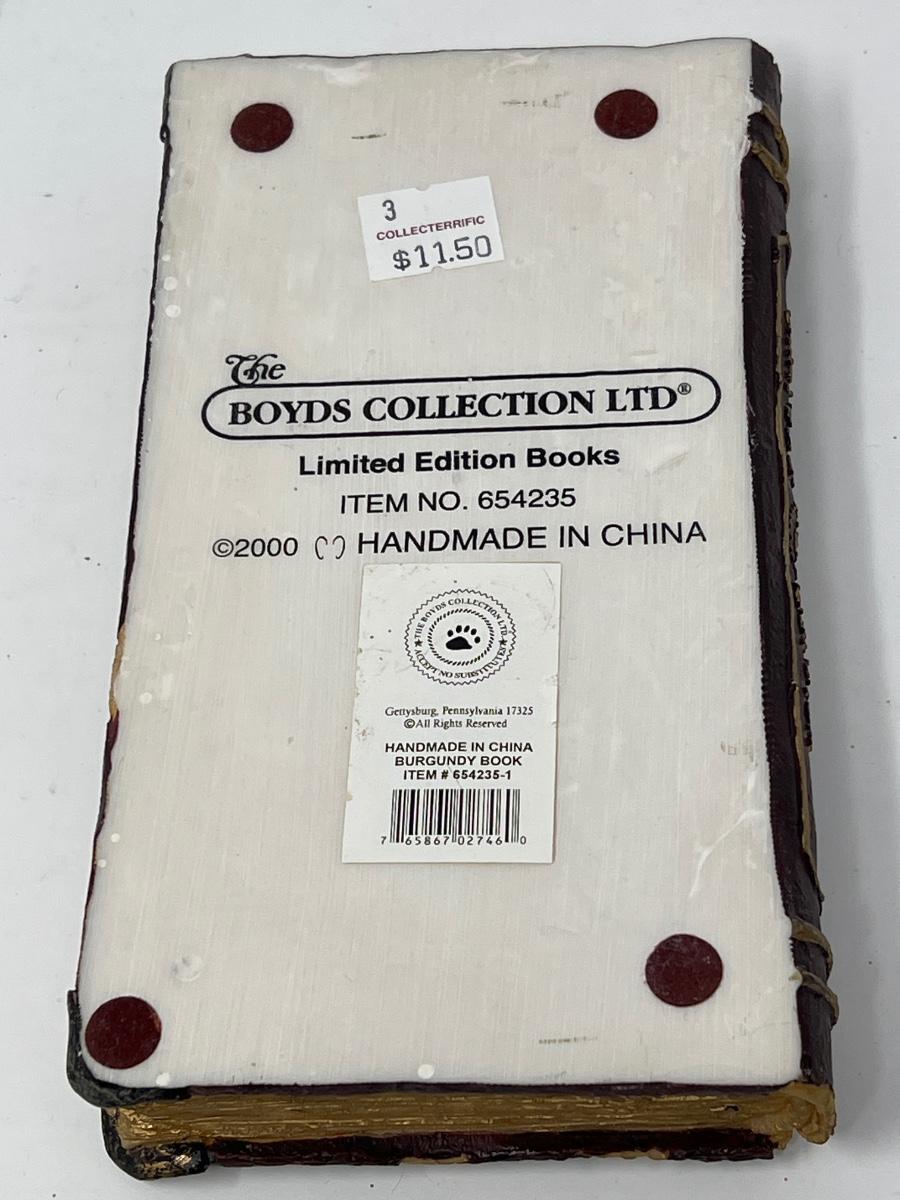 3
COLLECTERRIFIC
$11.50
The
BOYDS COLLECTION LTD®
Limited Edition Books
ITEM NO. 654235
©2000 HANDMADE IN CHINA
THE BOYDS COLLECTION LTD.
★ ACCEPT NO SUBSTITUTES ★
Gettysburg, Pennsylvania 17325
©All Rights Reserved
HANDMADE IN CHINA
BURGUNDY BOOK
ITEM # 654235-1
7 65867 02746 0